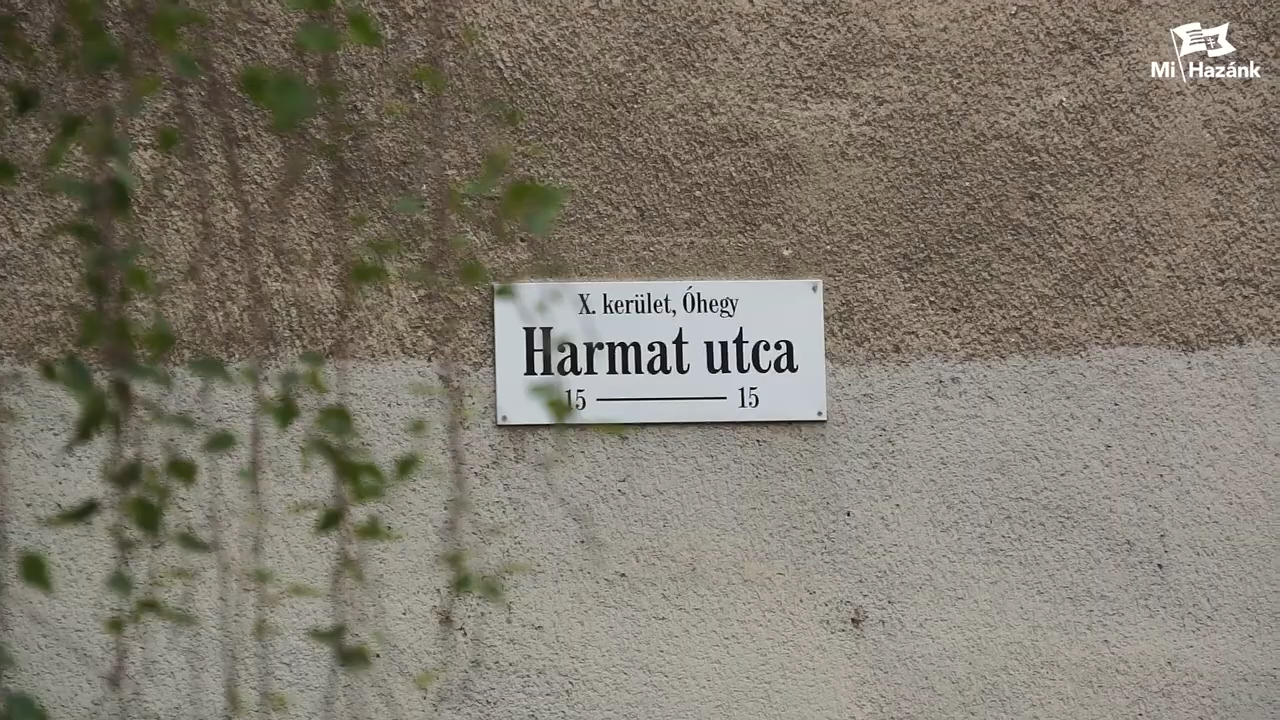 Mi Hazánk
X. kerület, Óhegy
Harmat utca
15 — 15